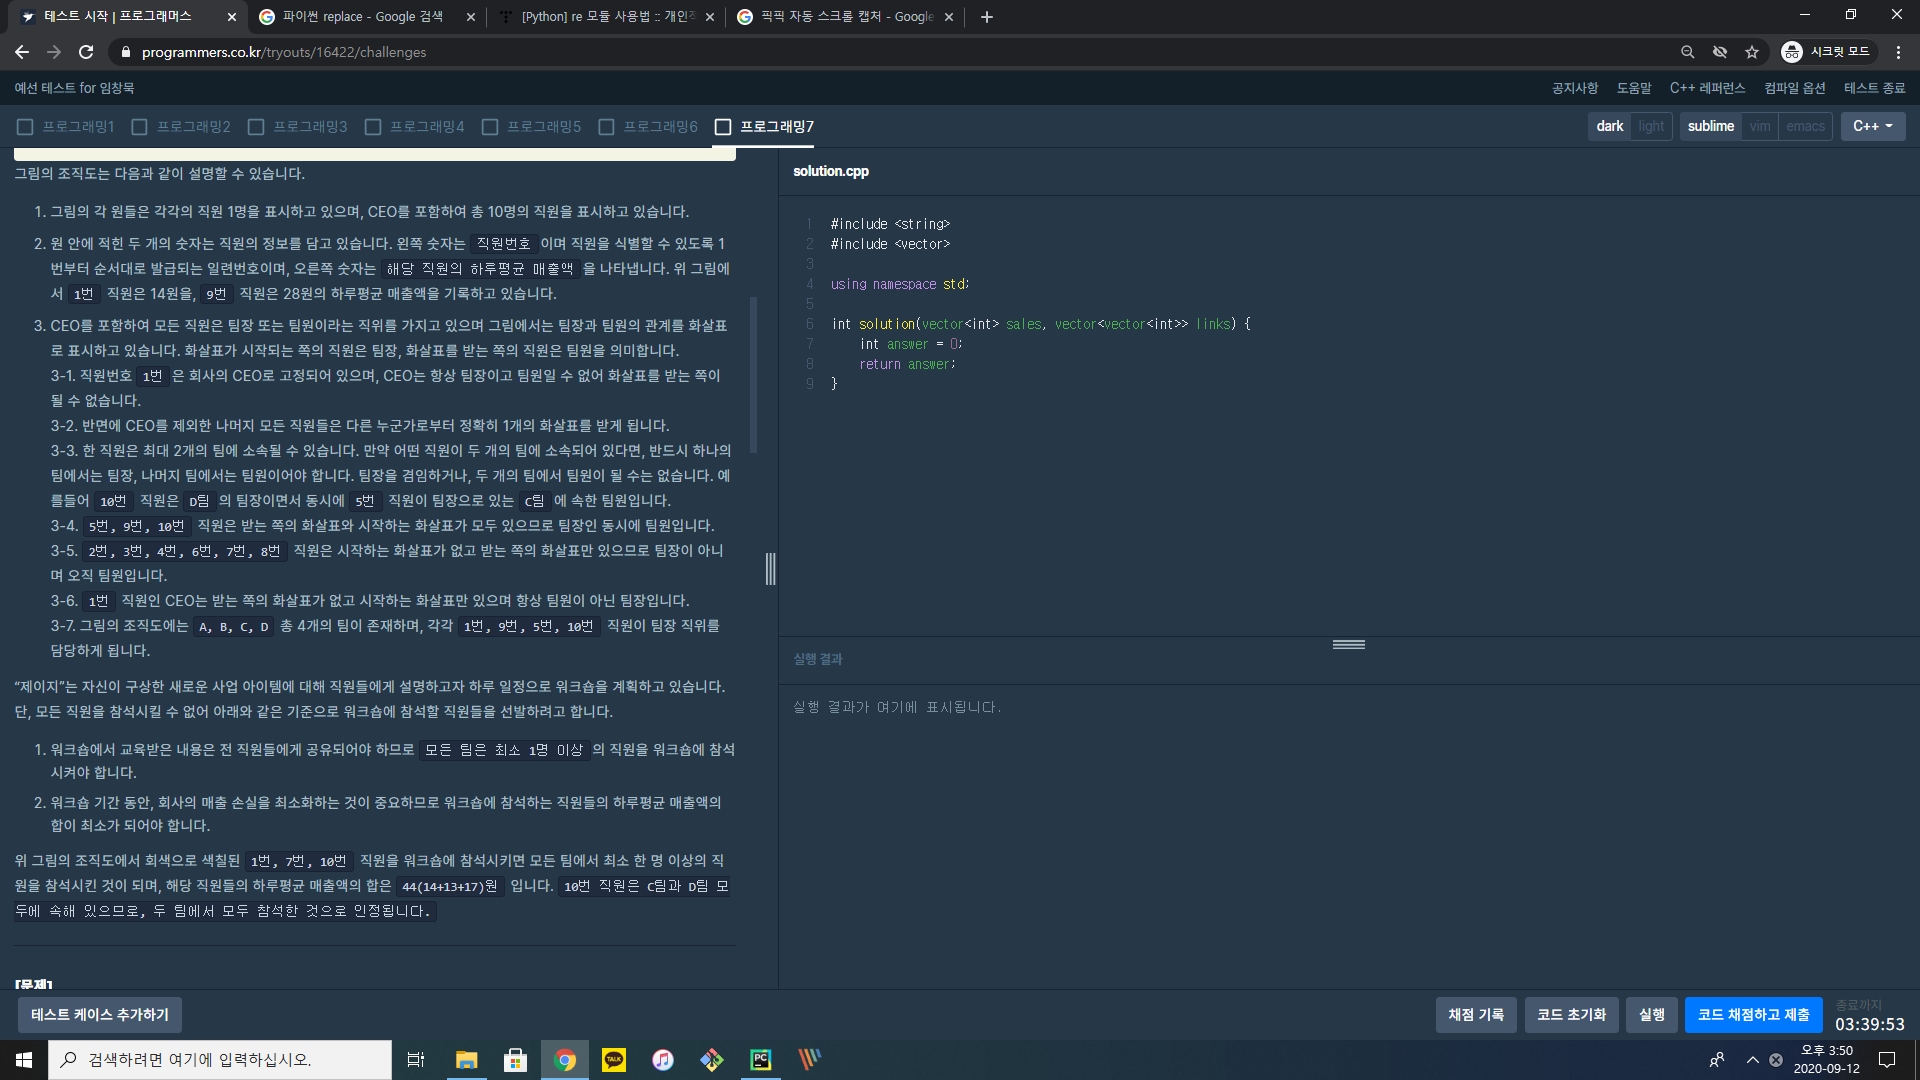 테스트 시작 | 프로그래머스
파이썬 replace - Google 검색
[Python] re 모듈 사용법 :: 개인적
픽픽 자동 스크롤 캡처 - Google
programmers.co.kr/tryouts/16422/challenges
시크릿 모드
예선 테스트 for 임창묵
공지사항 도움말 C++ 레퍼런스 컴파일 옵션 테스트 종료
프로그래밍1 프로그래밍2 프로그래밍3 프로그래밍4 프로그래밍5 프로그래밍6 프로그래밍7
dark light sublime vim emacs C++
그림의 조직도는 다음과 같이 설명할 수 있습니다.
1. 그림의 각 원들은 각각의 직원 1명을 표시하고 있으며, CEO를 포함하여 총 10명의 직원을 표시하고 있습니다.
2. 원 안에 적힌 두 개의 숫자는 직원의 정보를 담고 있습니다. 왼쪽 숫자는 직원번호 이며 직원을 식별할 수 있도록 1
번부터 순서대로 발급되는 일련번호이며, 오른쪽 숫자는 해당 직원의 하루평균 매출액 을 나타냅니다. 위 그림에
서 1번 직원은 14원을, 9번 직원은 28원의 하루평균 매출액을 기록하고 있습니다.
3. CEO를 포함하여 모든 직원은 팀장 또는 팀원이라는 직위를 가지고 있으며 그림에서는 팀장과 팀원의 관계를 화살표
로 표시하고 있습니다. 화살표가 시작되는 쪽의 직원은 팀장, 화살표를 받는 쪽의 직원은 팀원을 의미합니다.
3-1. 직원번호 1번 은 회사의 CEO로 고정되어 있으며, CEO는 항상 팀장이고 팀원일 수 없어 화살표를 받는 쪽이
될 수 없습니다.
3-2. 반면에 CEO를 제외한 나머지 모든 직원들은 다른 누군가로부터 정확히 1개의 화살표를 받게 됩니다.
3-3. 한 직원은 최대 2개의 팀에 소속될 수 있습니다. 만약 어떤 직원이 두 개의 팀에 소속되어 있다면, 반드시 하나의
팀에서는 팀장, 나머지 팀에서는 팀원이어야 합니다. 팀장을 겸임하거나, 두 개의 팀에서 팀원이 될 수는 없습니다. 예
를들어 10번 직원은 D팀 의 팀장이면서 동시에 5번 직원이 팀장으로 있는 C팀 에 속한 팀원입니다.
3-4. 5번, 9번, 10번 직원은 받는 쪽의 화살표와 시작하는 화살표가 모두 있으므로 팀장인 동시에 팀원입니다.
3-5. 2번, 3번, 4번, 6번, 7번, 8번 직원은 시작하는 화살표가 없고 받는 쪽의 화살표만 있으므로 팀장이 아니
며 오직 팀원입니다.
3-6. 1번 직원인 CEO는 받는 쪽의 화살표가 없고 시작하는 화살표만 있으며 항상 팀원이 아닌 팀장입니다.
3-7. 그림의 조직도에는 A, B, C, D 총 4개의 팀이 존재하며, 각각 1번, 9번, 5번, 10번 직원이 팀장 직위를
담당하게 됩니다.
“제이지”는 자신이 구상한 새로운 사업 아이템에 대해 직원들에게 설명하고자 하루 일정으로 워크숍을 계획하고 있습니다.
단, 모든 직원을 참석시킬 수 없어 아래와 같은 기준으로 워크숍에 참석할 직원들을 선발하려고 합니다.
1. 워크숍에서 교육받은 내용은 전 직원들에게 공유되어야 하므로 모든 팀은 최소 1명 이상 의 직원을 워크숍에 참석
시켜야 합니다.
2. 워크숍 기간 동안, 회사의 매출 손실을 최소화하는 것이 중요하므로 워크숍에 참석하는 직원들의 하루평균 매출액의
합이 최소가 되어야 합니다.
위 그림의 조직도에서 회색으로 색칠된 1번, 7번, 10번 직원을 워크숍에 참석시키면 모든 팀에서 최소 한 명 이상의 직
원을 참석시킨 것이 되며, 해당 직원들의 하루평균 매출액의 합은 44(14+13+17)원 입니다. 10번 직원은 C팀과 D팀 모
두에 속해 있으므로, 두 팀에서 모두 참석한 것으로 인정됩니다.
[문제]
solution.cpp
1 #include <string>
2 #include <vector>
3
4 using namespace std;
5
6 int solution(vector<int> sales, vector<vector<int>> links) {
7 int answer = 0;
8 return answer;
9 }
실행 결과
실행 결과가 여기에 표시됩니다.
테스트 케이스 추가하기
채점 기록 코드 초기화 실행 코드 채점하고 제출
종료까지
03:39:53
검색하려면 여기에 입력하십시오.
TALK
PC
오후 3:50
2020-09-12